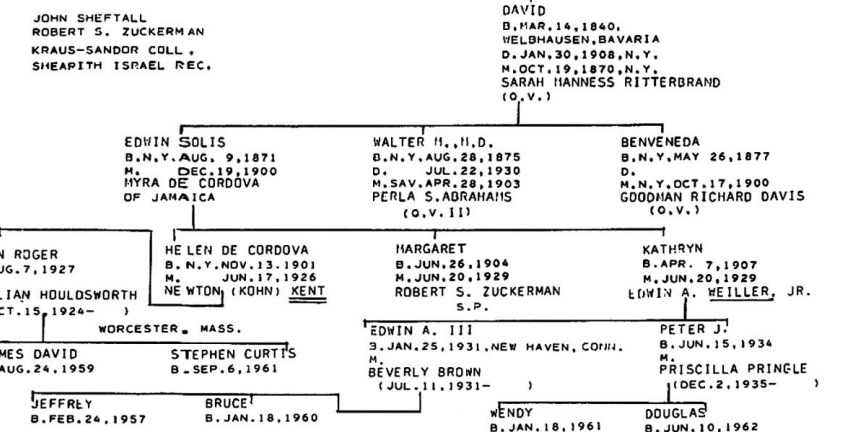 JOHN SHEFTALL
ROBERT S. ZUCKERMAN
KRAUS-SANDOR COLL.
SHEARITH ISRAEL REC.
DAVID
B.MAR.14,1840,
WELBHAUSEN,BAVARIA
D.JAN.30,1908,N.Y.
M.OCT.19,1870,N.Y.
SARAH MANNESS RITTERBRAND
(Q.V.)
EDWIN SOLIS
B.N.Y.AUG. 9,1871
M. DEC.19,1900
MYRA DE CORDOVA
OF JAMAICA
WALTER M.,M.D.
B.N.Y.AUG.28,1875
D. JUL.22,1930
M.SAV.APR.28,1903
PERLA S.ABRAHAMS
(Q.V.II)
BENVENEDA
B.N.Y.MAY 26,1877
D.
M.N.Y.OCT.17,1900
GOODMAN RICHARD DAVIS
(Q.V.)
N ROGER
UG.7,1927
LIAN HOULDSWORTH
CT.15,1924- )
HELEN DE CORDOVA
B. N.Y.NOV.13.1901
M. JUN.17,1926
NEWTON (KOHN) KENT
MARGARET
B.JUN.26,1904
M.JUN.20,1929
ROBERT S. ZUCKERMAN
S.P.
KATHRYN
B.APR. 7,1907
M.JUN.20,1929
EDWIN A. WEILLER, JR.
WORCESTER, MASS.
MES DAVID
AUG.24,1959
STEPHEN CURTIS
B.SEP.6,1961
EDWIN A. III
B.JAN.25,1931,NEW HAVEN, CONN.
M.
BEVERLY BROWN
(JUL.11,1931- )
PETER J.
B.JUN.15,1934
M.
PRISCILLA PRINGLE
(DEC.2,1935- )
JEFFREY
B.FEB.24,1957
BRUCE
B.JAN.18,1960
WENDY
B.JAN.18,1961
DOUGLAS
B.JUN.10,1962